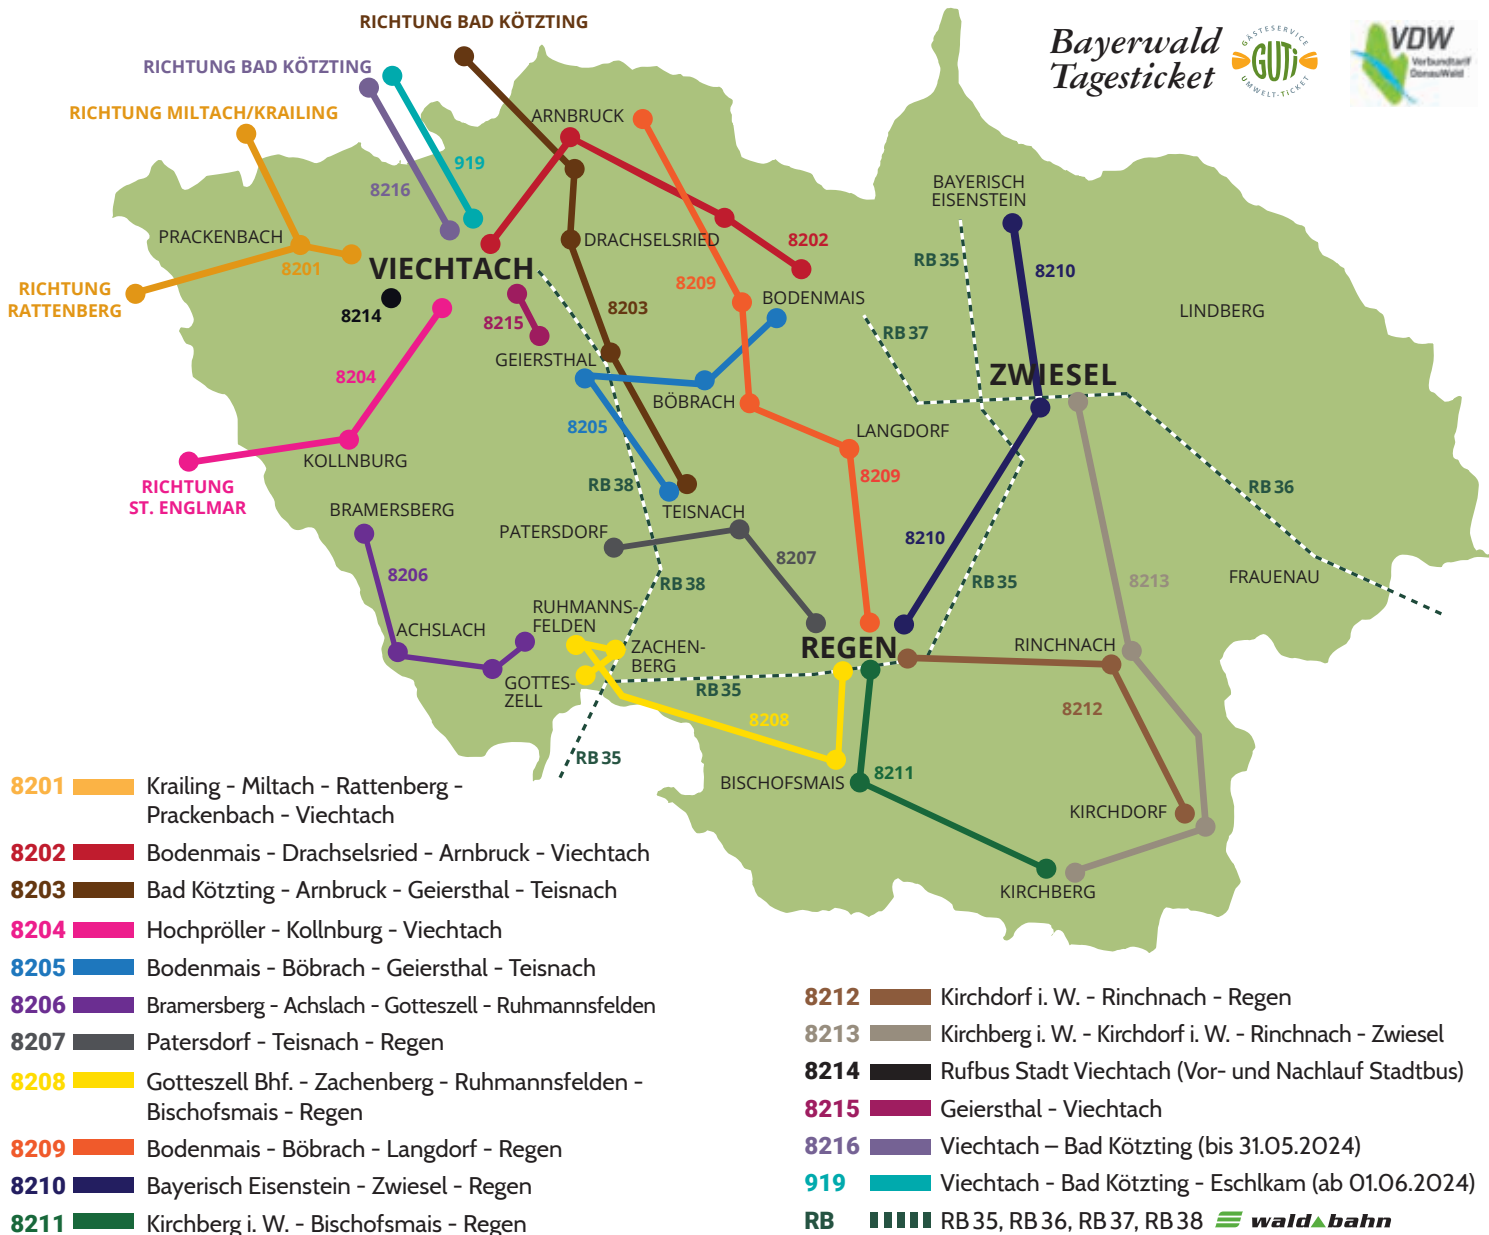 RICHTUNG BAD KÖTZTING
RICHTUNG BAD KÖTZTING
RICHTUNG MILTACH/KRAILING
Bayerwald
Tagesticket
GÄSTESERVICE
GUTi
UMWELT-TICKET
VDW
Verbundtarif
DonauWald
ARNBRUCK
919
8216
BAYERISCH
EISENSTEIN
PRACKENBACH
8201
DRACHSELSRIED
8202
RB 35
8210
VIECHTACH
RICHTUNG
RATTENBERG
8209
BODENMAIS
8214
8215
8203
LINDBERG
RB 37
GEIERSTHAL
8204
ZWIESEL
BÖBRACH
8205
LANGDORF
KOLLNBURG
8209
RICHTUNG
ST. ENGLMAR
RB 38
RB 36
BRAMERSBERG
TEISNACH
PATERSDORF
8210
8207
8206
RB 38
RB 35
8213
FRAUENAU
RUHMANNS-
FELDEN
ACHSLACH
ZACHEN-
BERG
REGEN
RINCHNACH
GOTTES-
ZELL
RB 35
8208
8212
RB 35
BISCHOFSMAIS
8211
KIRCHDORF
KIRCHBERG
8201 Krailing - Miltach - Rattenberg -
Prackenbach - Viechtach
8202 Bodenmais - Drachselsried - Arnbruck - Viechtach
8203 Bad Kötzting - Arnbruck - Geiersthal - Teisnach
8204 Hochpröller - Kollnburg - Viechtach
8205 Bodenmais - Böbrach - Geiersthal - Teisnach
8206 Bramersberg - Achslach - Gotteszell - Ruhmannsfelden
8207 Patersdorf - Teisnach - Regen
8208 Gotteszell Bhf. - Zachenberg - Ruhmannsfelden -
Bischofsmais - Regen
8209 Bodenmais - Böbrach - Langdorf - Regen
8210 Bayerisch Eisenstein - Zwiesel - Regen
8211 Kirchberg i. W. - Bischofsmais - Regen
8212 Kirchdorf i. W. - Rinchnach - Regen
8213 Kirchberg i. W. - Kirchdorf i. W. - Rinchnach - Zwiesel
8214 Rufbus Stadt Viechtach (Vor- und Nachlauf Stadtbus)
8215 Geiersthal - Viechtach
8216 Viechtach – Bad Kötzting (bis 31.05.2024)
919 Viechtach - Bad Kötzting - Eschlkam (ab 01.06.2024)
RB RB 35, RB 36, RB 37, RB 38 waldbahn